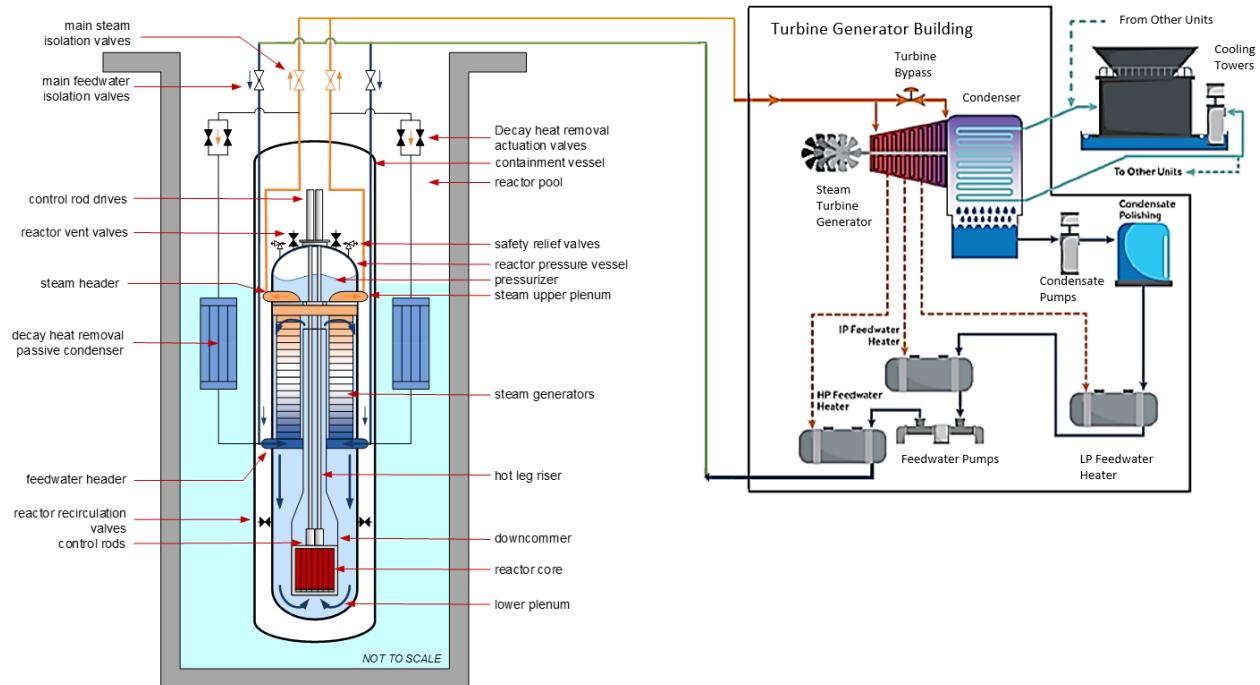 main steam
isolation valves
main feedwater
isolation valves
Decay heat removal
actuation valves
containment vessel
reactor pool
control rod drives
reactor vent valves
safety relief valves
reactor pressure vessel
pressurizer
steam header
steam upper plenum
decay heat removal
passive condenser
steam generators
feedwater header
hot leg riser
reactor recirculation
valves
control rods
downcommer
reactor core
lower plenum
NOT TO SCALE
Turbine Generator Building
From Other Units
Cooling
Towers
Turbine
Bypass
Condenser
To Other Units
Steam
Turbine
Generator
Condensate
Polishing
Condensate
Pumps
IP Feedwater
Heater
HP Feedwater
Heater
Feedwater Pumps
LP Feedwater
Heater